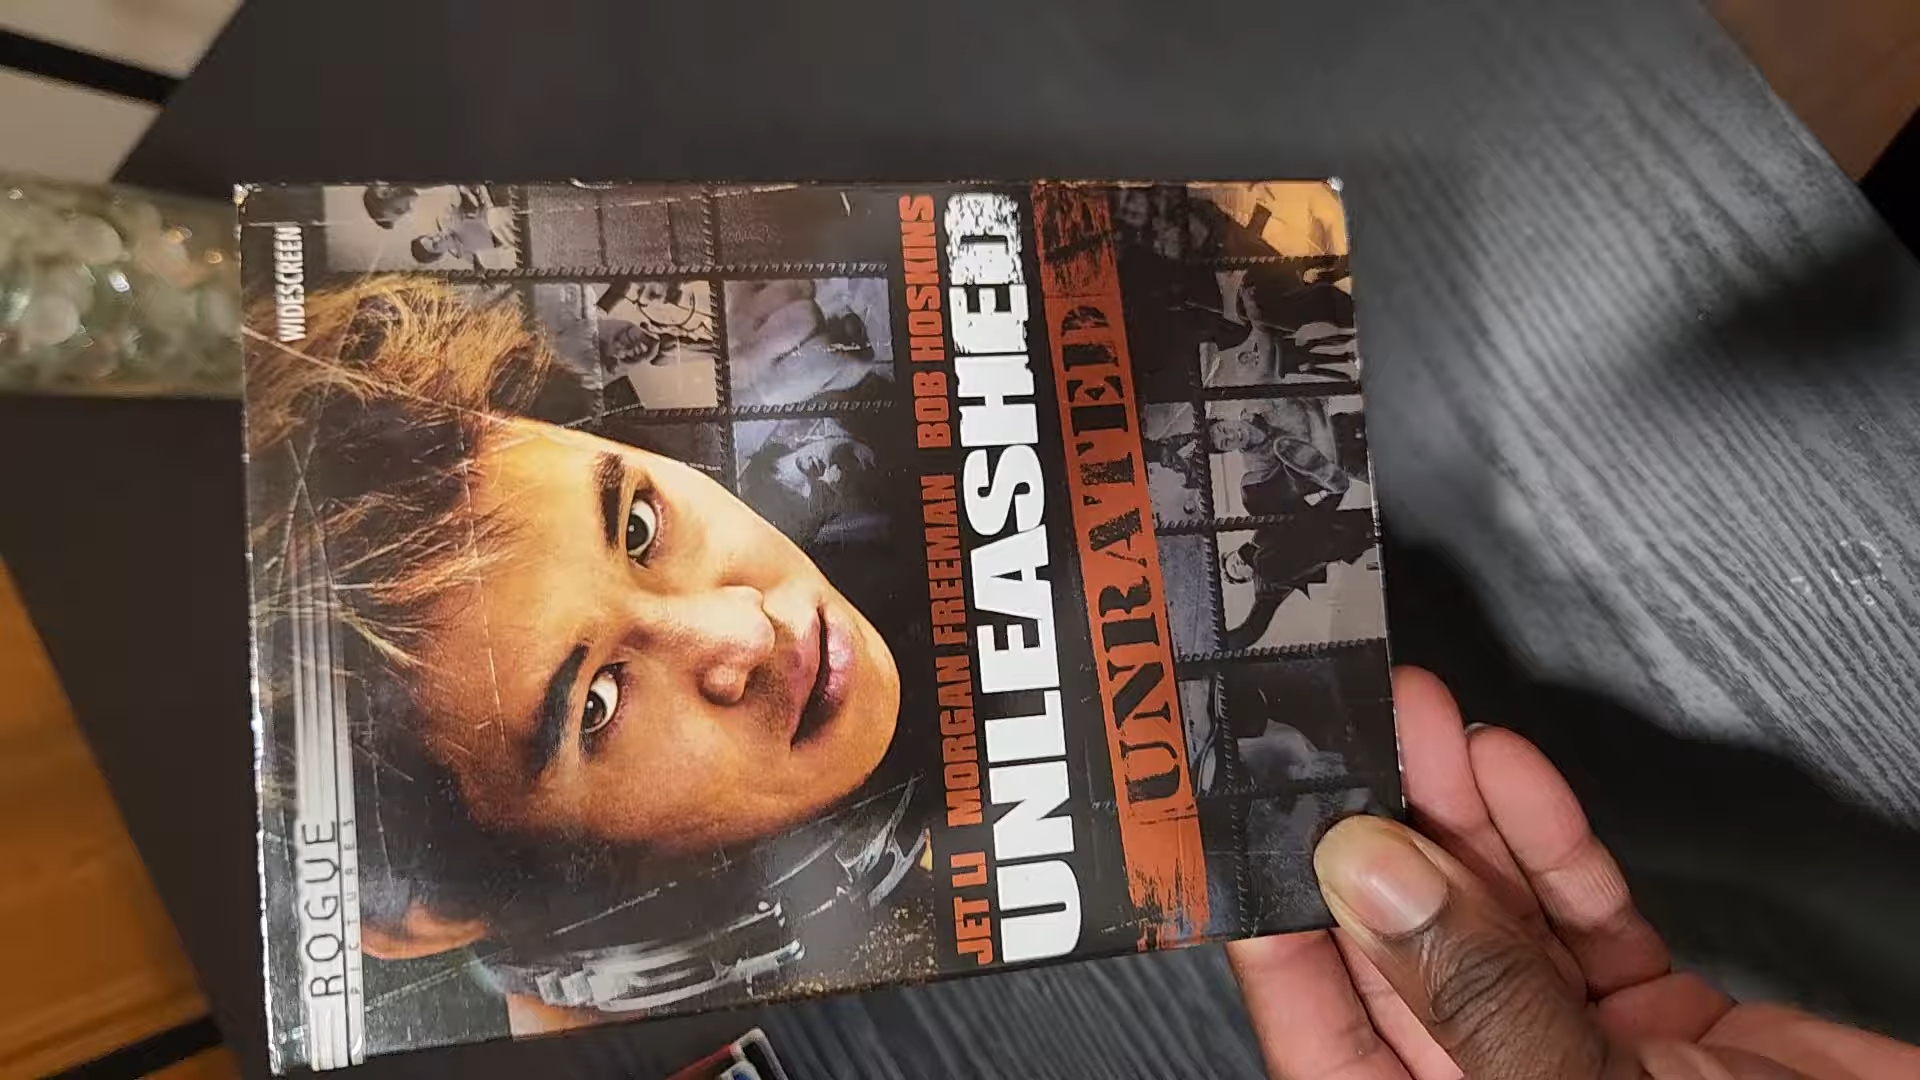 ROGUE
PICTURES
WIDESCREEN
JET LI MORGAN FREEMAN BOB HOSKINS
UNLEASHED
UNRATED